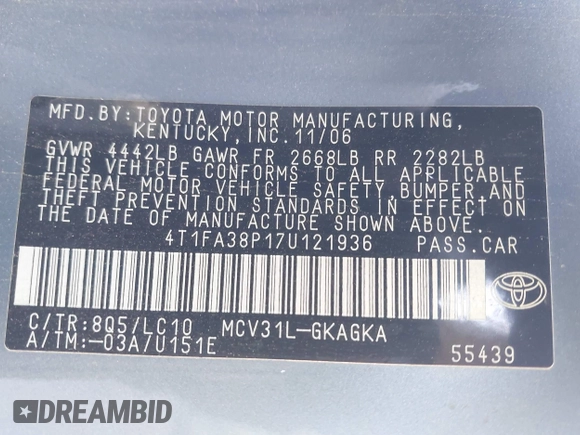 MFD.BY:TOYOTA MOTOR MANUFACTURING,
KENTUCKY,INC.11/06
GVWR 4442LB GAWR FR 2668LB RR 2282LB
THIS VEHICLE CONFORMS TO ALL APPLICABLE
FEDERAL MOTOR VEHICLE SAFETY, BUMPER AND
THEFT PREVENTION STANDARDS IN EFFECT ON
THE DATE OF MANUFACTURE SHOWN ABOVE.
4T1FA38P17U121936 PASS.CAR
C/TR:8Q5/LC10 MCV31L-GKAGKA
A/TM:-03A/U151E 55439
DREAMBID